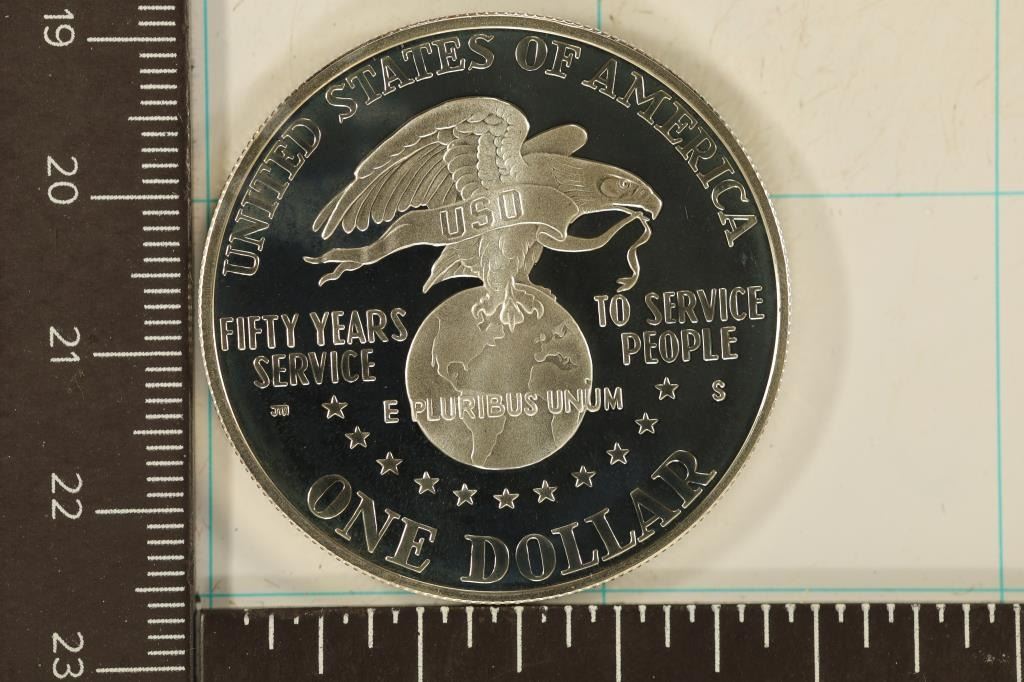 UNITED STATES OF AMERICA
USO
FIFTY YEARS
SERVICE
TO SERVICE
PEOPLE
E PLURIBUS UNUM
S
ONE DOLLAR
19
20
21
22
23